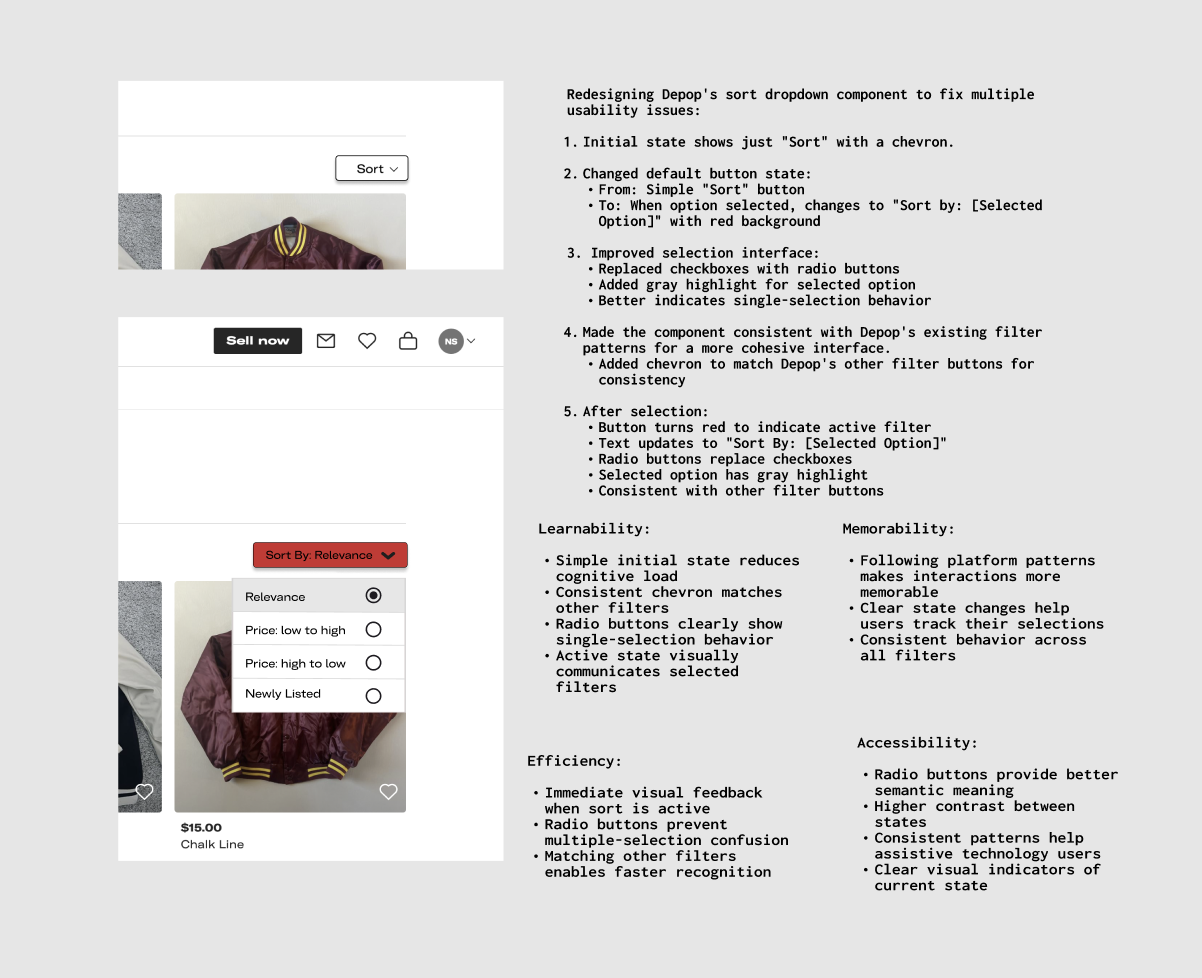 Redesigning Depop's sort dropdown component to fix multiple
usability issues:
1. Initial state shows just "Sort" with a chevron.
2. Changed default button state:
• From: Simple "Sort" button
• To: When option selected, changes to "Sort by: [Selected
Option]" with red background
3. Improved selection interface:
• Replaced checkboxes with radio buttons
• Added gray highlight for selected option
• Better indicates single-selection behavior
4. Made the component consistent with Depop's existing filter
patterns for a more cohesive interface.
• Added chevron to match Depop's other filter buttons for
consistency
5. After selection:
• Button turns red to indicate active filter
• Text updates to "Sort By: [Selected Option]"
• Radio buttons replace checkboxes
• Selected option has gray highlight
• Consistent with other filter buttons
Sort
Sell now
NS
Sort By: Relevance
Relevance
Price: low to high
Price: high to low
Newly Listed
$15.00
Chalk Line
Learnability:
• Simple initial state reduces
cognitive load
• Consistent chevron matches
other filters
• Radio buttons clearly show
single-selection behavior
• Active state visually
communicates selected
filters
Memorability:
• Following platform patterns
makes interactions more
memorable
• Clear state changes help
users track their selections
• Consistent behavior across
all filters
Efficiency:
• Immediate visual feedback
when sort is active
• Radio buttons prevent
multiple-selection confusion
• Matching other filters
enables faster recognition
Accessibility:
• Radio buttons provide better
semantic meaning
• Higher contrast between
states
• Consistent patterns help
assistive technology users
• Clear visual indicators of
current state